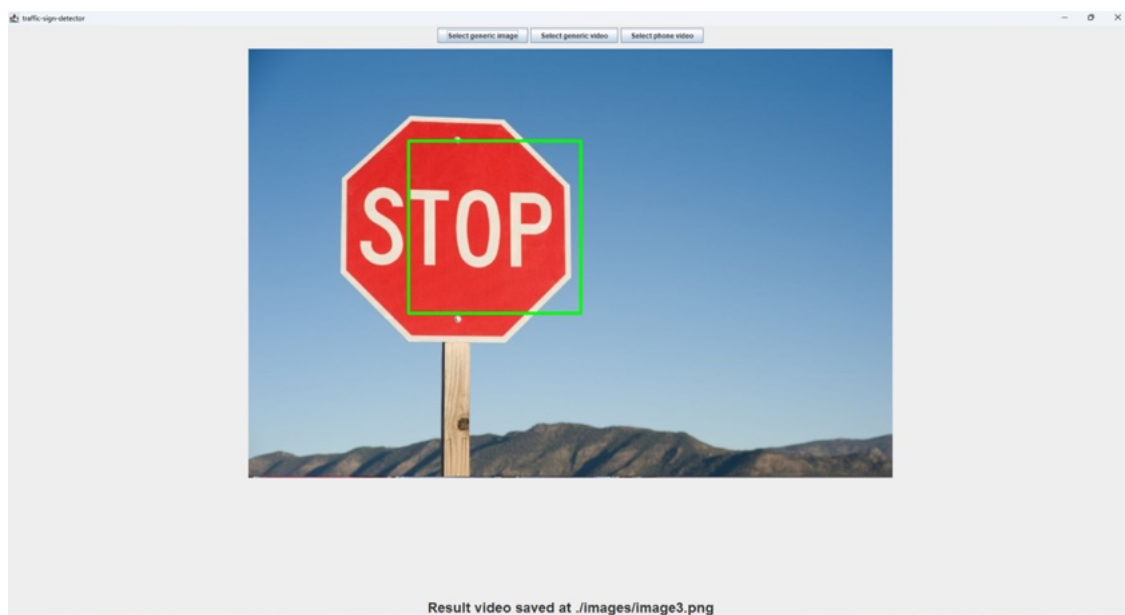 traffic-sign-detector
Select generic image Select generic video Select phone video
STOP
Result video saved at ./images/image3.png